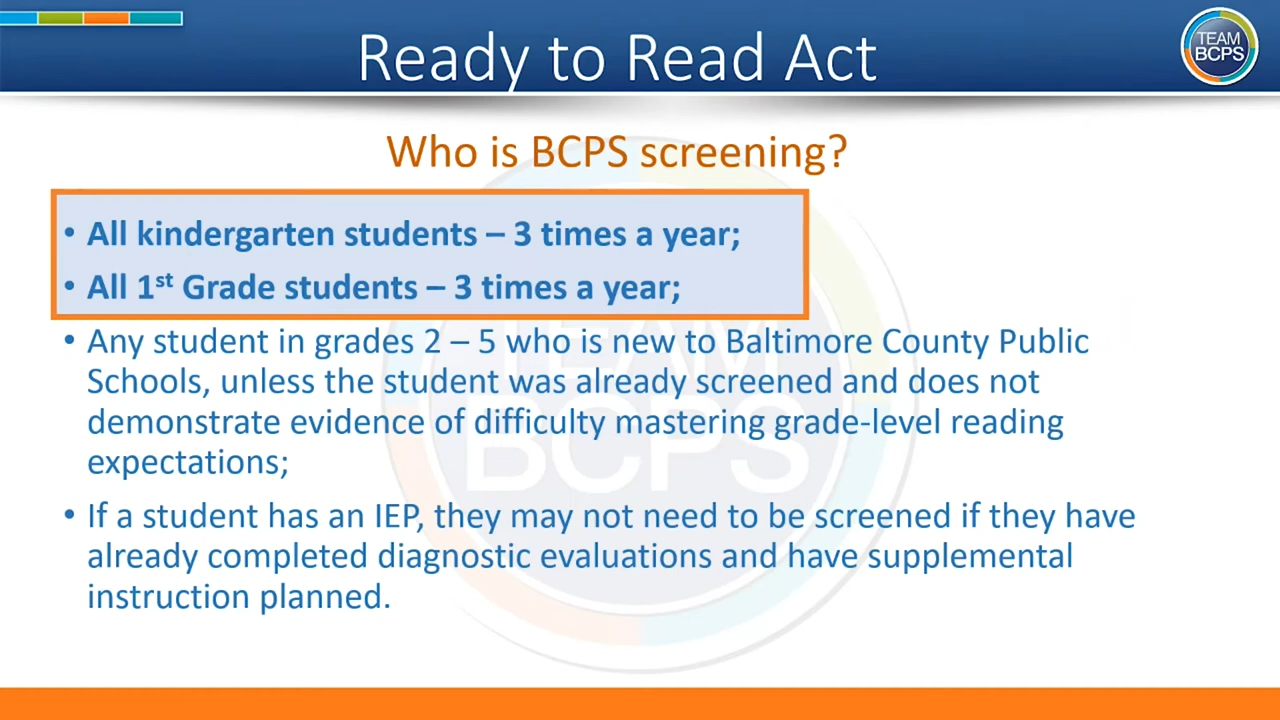 Ready to Read Act
TEAM
BCPS
Who is BCPS screening?
• All kindergarten students – 3 times a year;
• All 1st Grade students – 3 times a year;
• Any student in grades 2 – 5 who is new to Baltimore County Public
Schools, unless the student was already screened and does not
demonstrate evidence of difficulty mastering grade-level reading
expectations;
• If a student has an IEP, they may not need to be screened if they have
already completed diagnostic evaluations and have supplemental
instruction planned.
TEAM
BCPS